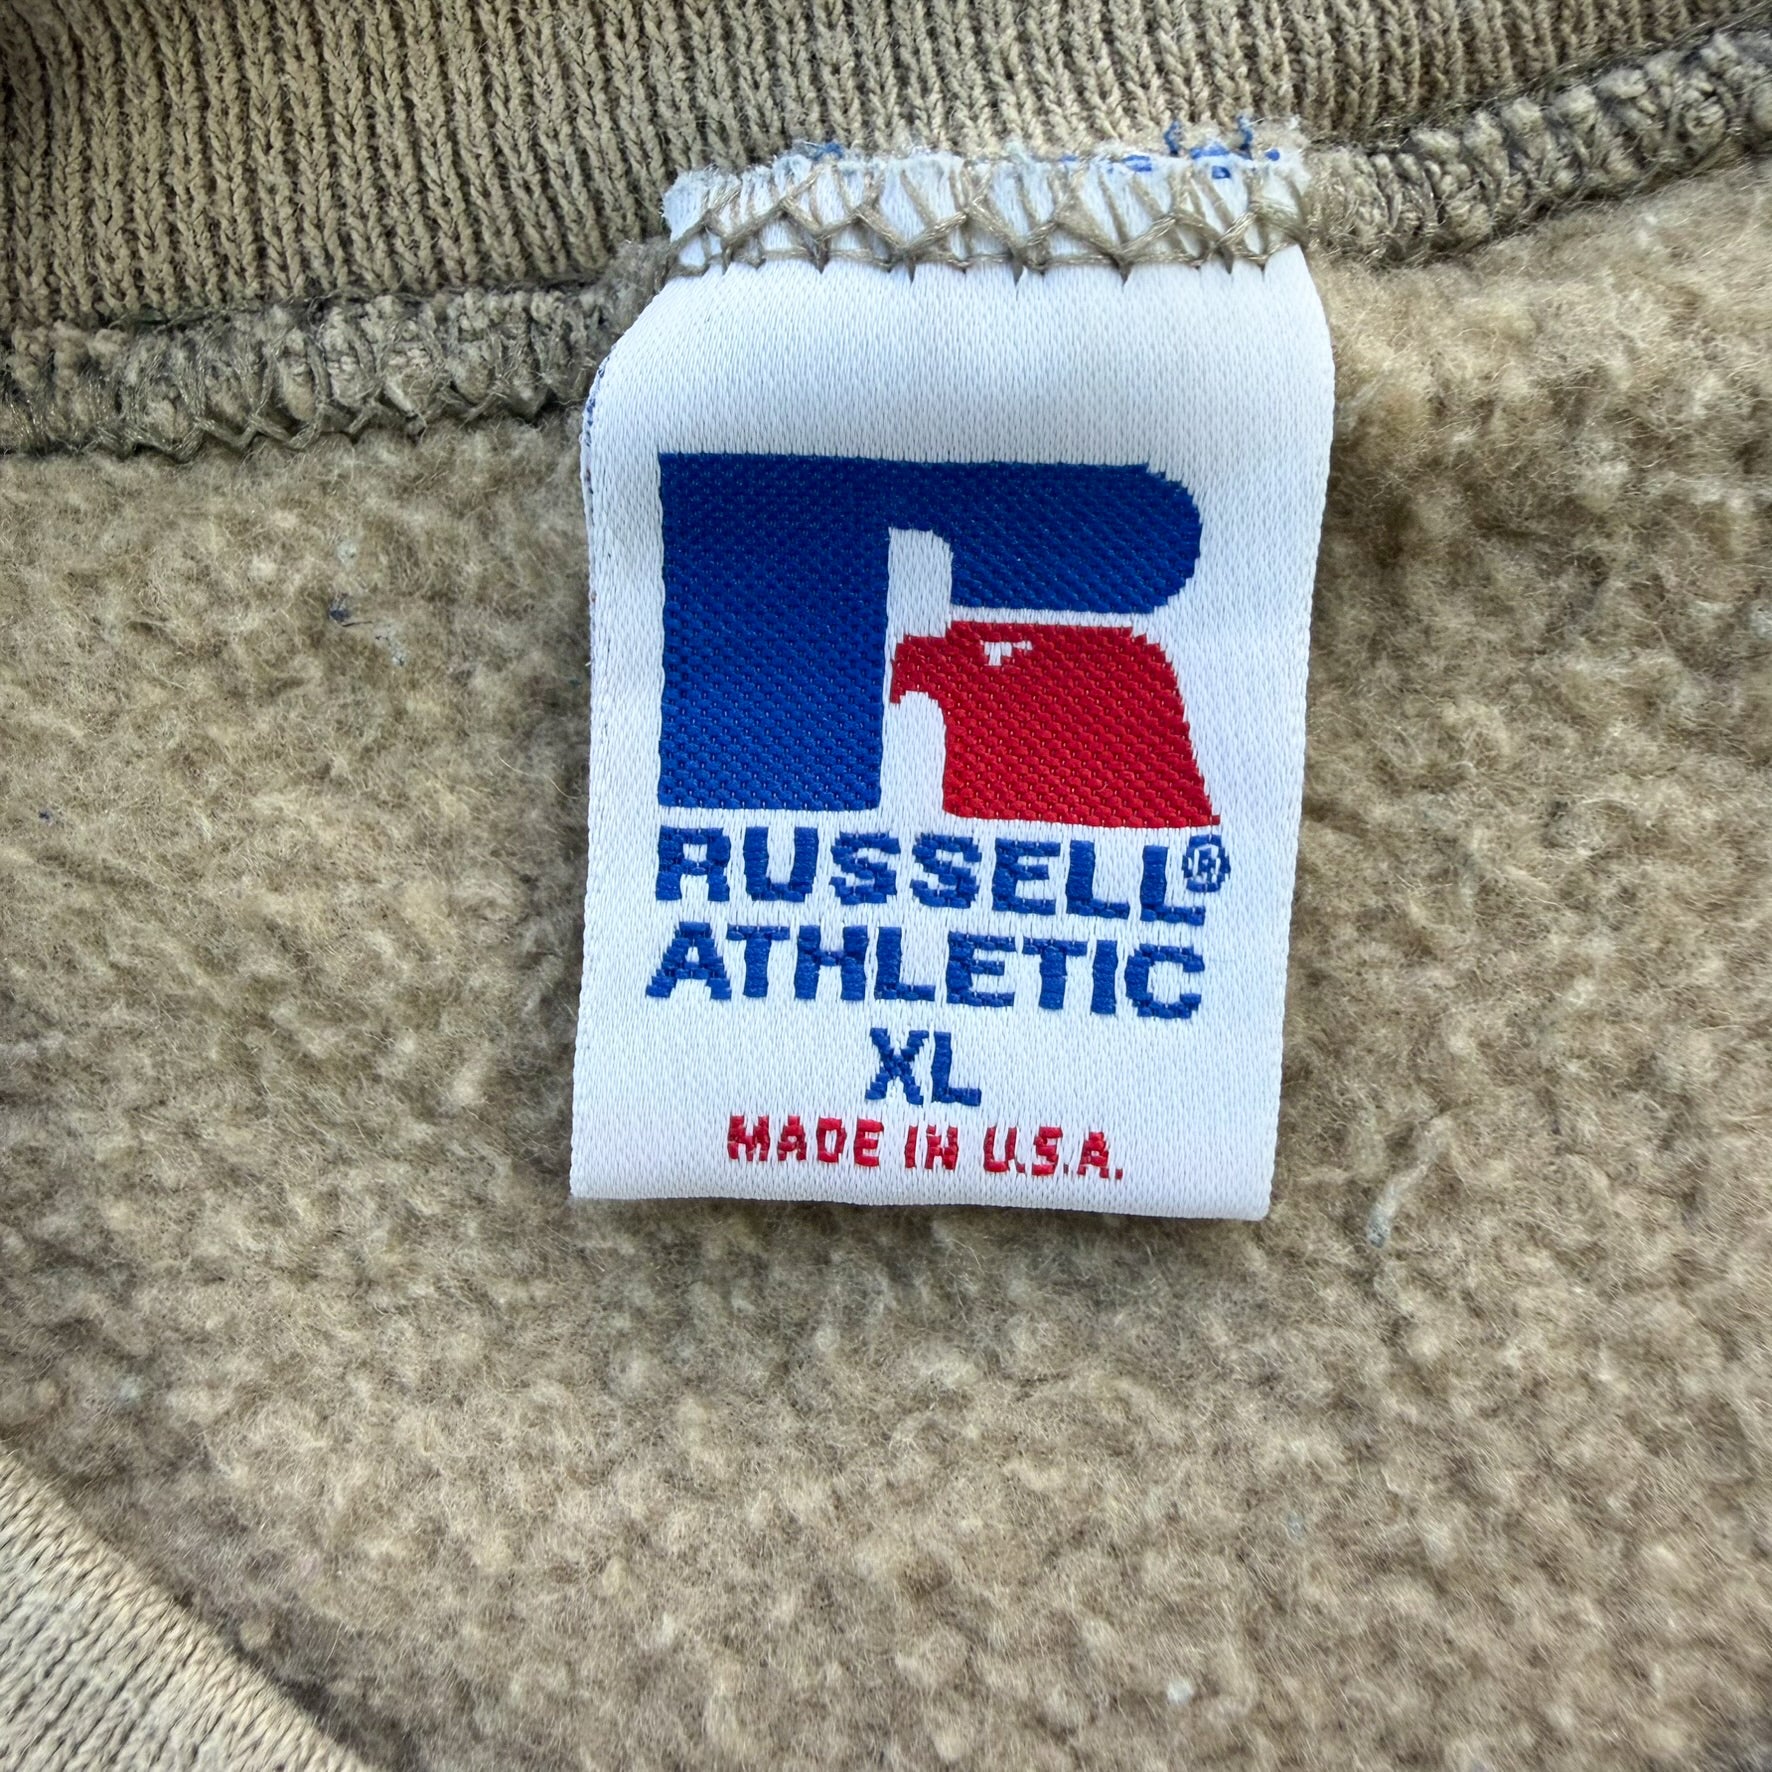 RUSSELL®
ATHLETIC
XL
MADE IN U.S.A.